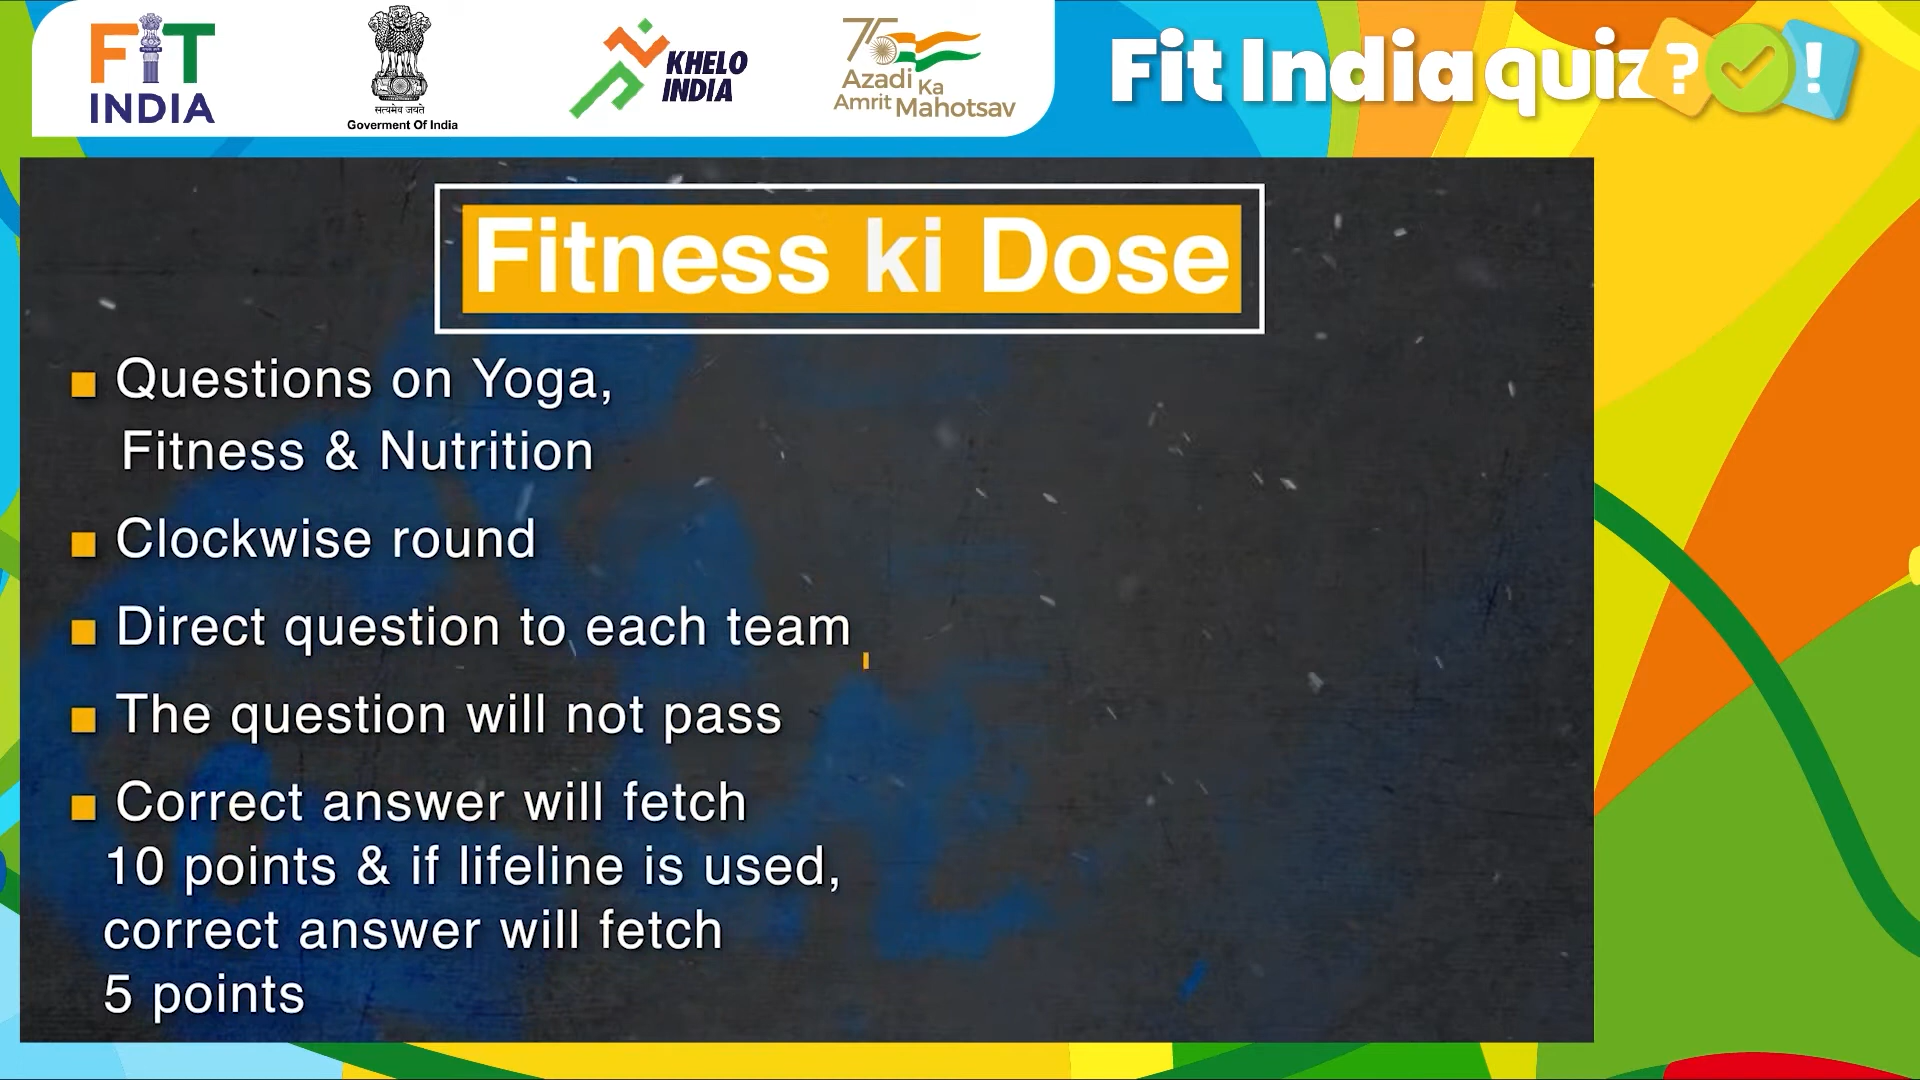 FIT
INDIA
सत्यमेव जयते
Goverment Of India
KHELO
INDIA
75
Azadi Ka
Amrit Mahotsav
Fit India quiz?!
Fitness ki Dose
Questions on Yoga,
Fitness & Nutrition
Clockwise round
Direct question to each team
The question will not pass
Correct answer will fetch
10 points & if lifeline is used,
correct answer will fetch
5 points